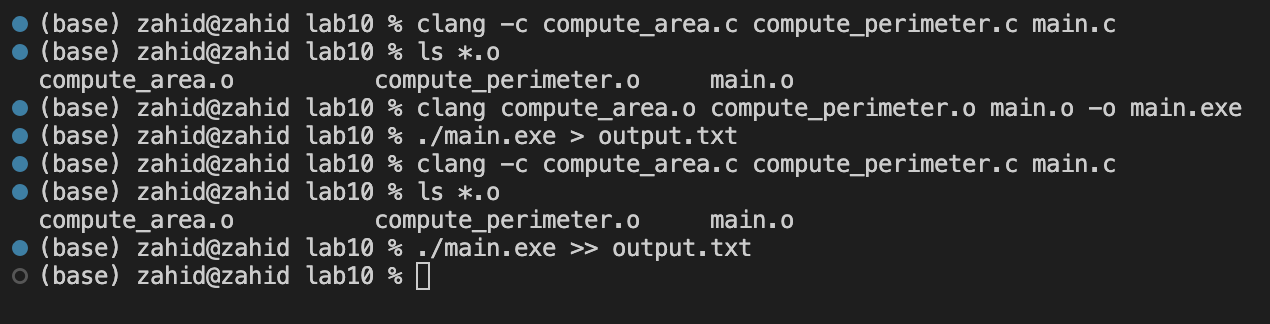 (base) zahid@zahid lab10 % clang -c compute_area.c compute_perimeter.c main.c
(base) zahid@zahid lab10 % ls *.o
compute_area.o compute_perimeter.o main.o
(base) zahid@zahid lab10 % clang compute_area.o compute_perimeter.o main.o -o main.exe
(base) zahid@zahid lab10 % ./main.exe > output.txt
(base) zahid@zahid lab10 % clang -c compute_area.c compute_perimeter.c main.c
(base) zahid@zahid lab10 % ls *.o
compute_area.o compute_perimeter.o main.o
(base) zahid@zahid lab10 % ./main.exe >> output.txt
(base) zahid@zahid lab10 %